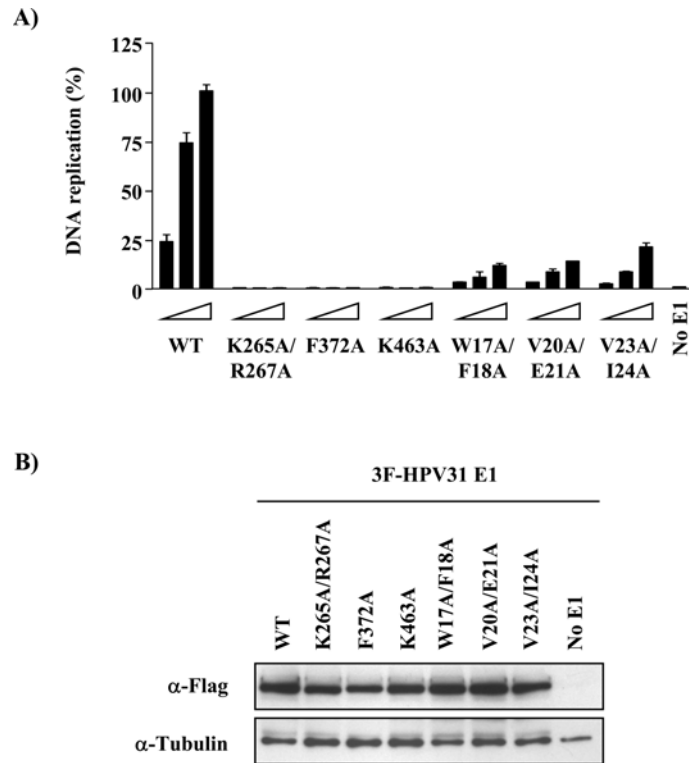 A)
DNA replication (%)
125
100
75
50
25
0
WT
K265A/
R267A
F372A
K463A
W17A/
F18A
V20A/
E21A
V23A/
I24A
No E1
B)
3F-HPV31 E1
WT
K265A/R267A
F372A
K463A
W17A/F18A
V20A/E21A
V23A/I24A
No E1
α-Flag
α-Tubulin